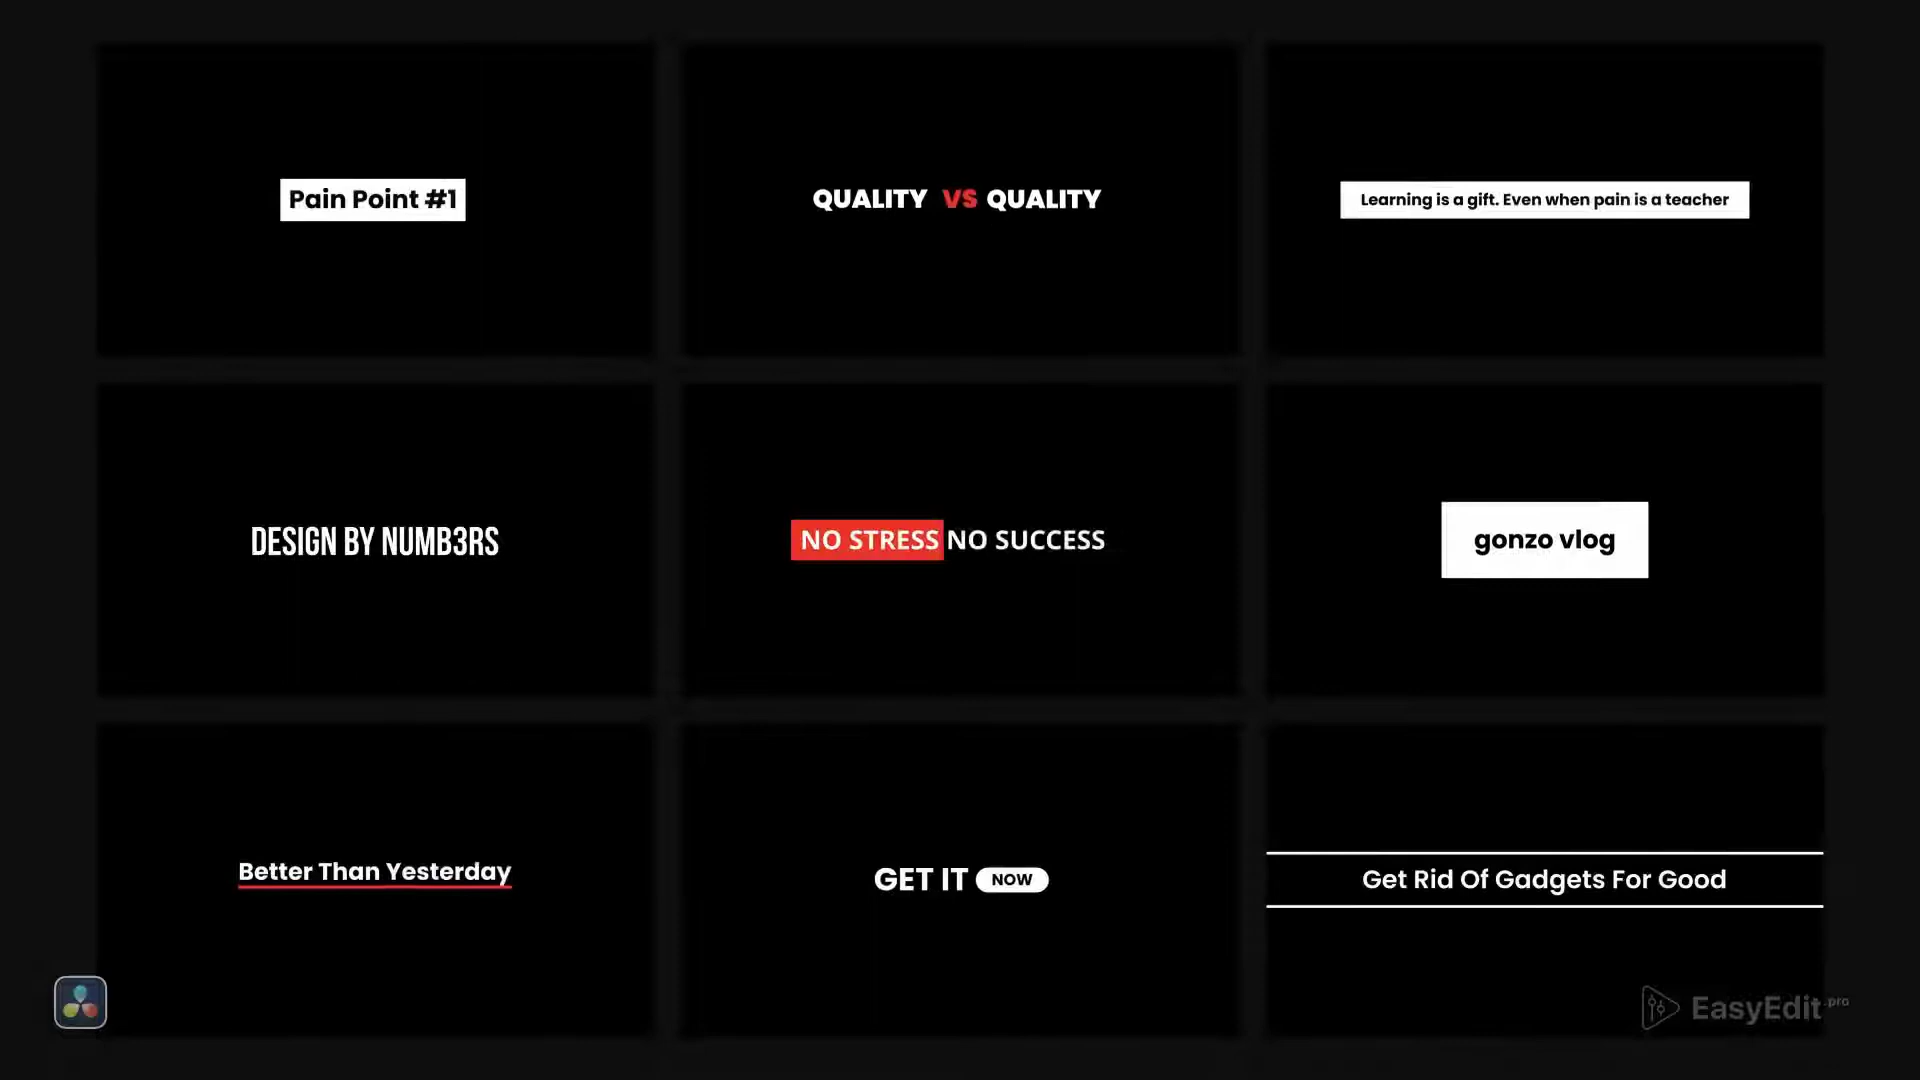 Pain Point #1
QUALITY VS QUALITY
Learning is a gift. Even when pain is a teacher
DESIGN BY NUMB3RS
NO STRESS NO SUCCESS
gonzo vlog
Better Than Yesterday
GET IT NOW
Get Rid Of Gadgets For Good
EasyEdit.pro